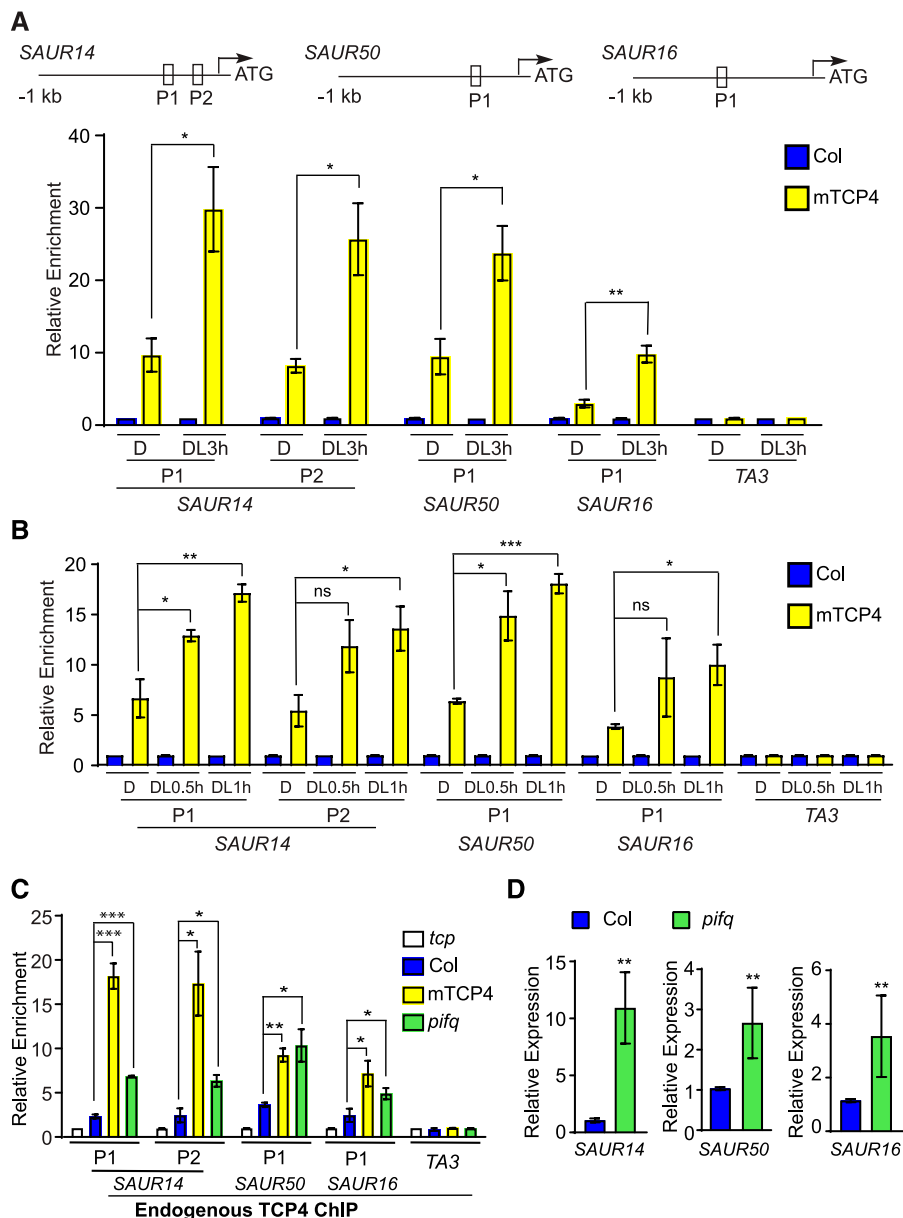 A
SAUR14
SAUR50
SAUR16
ATG
ATG
ATG
-1 kb
P1
P2
-1 kb
P1
-1 kb
P1
Relative Enrichment
40
30
20
10
0
*
*
*
**
Col
mTCP4
D DL3h D DL3h D DL3h D DL3h D DL3h
P1 P2 P1 P1 TA3
SAUR14 SAUR50 SAUR16
B
Relative Enrichment
20
15
10
5
0
**
*
*
ns
***
*
*
ns
Col
mTCP4
D DL0.5h DL1h D DL0.5h DL1h D DL0.5h DL1h D DL0.5h DL1h D DL0.5h DL1h
P1 P2 P1 P1 TA3
SAUR14 SAUR50 SAUR16
C
Relative Enrichment
25
20
15
10
5
0
***
***
*
*
*
**
*
*
tcp
Col
mTCP4
pifq
P1 P2 P1 P1 TA3
SAUR14 SAUR50 SAUR16
Endogenous TCP4 ChIP
D
Col pifq
Relative Expression
15
10
5
0
**
SAUR14
Relative Expression
4
3
2
1
0
**
SAUR50
Relative Expression
6
4
2
0
**
SAUR16